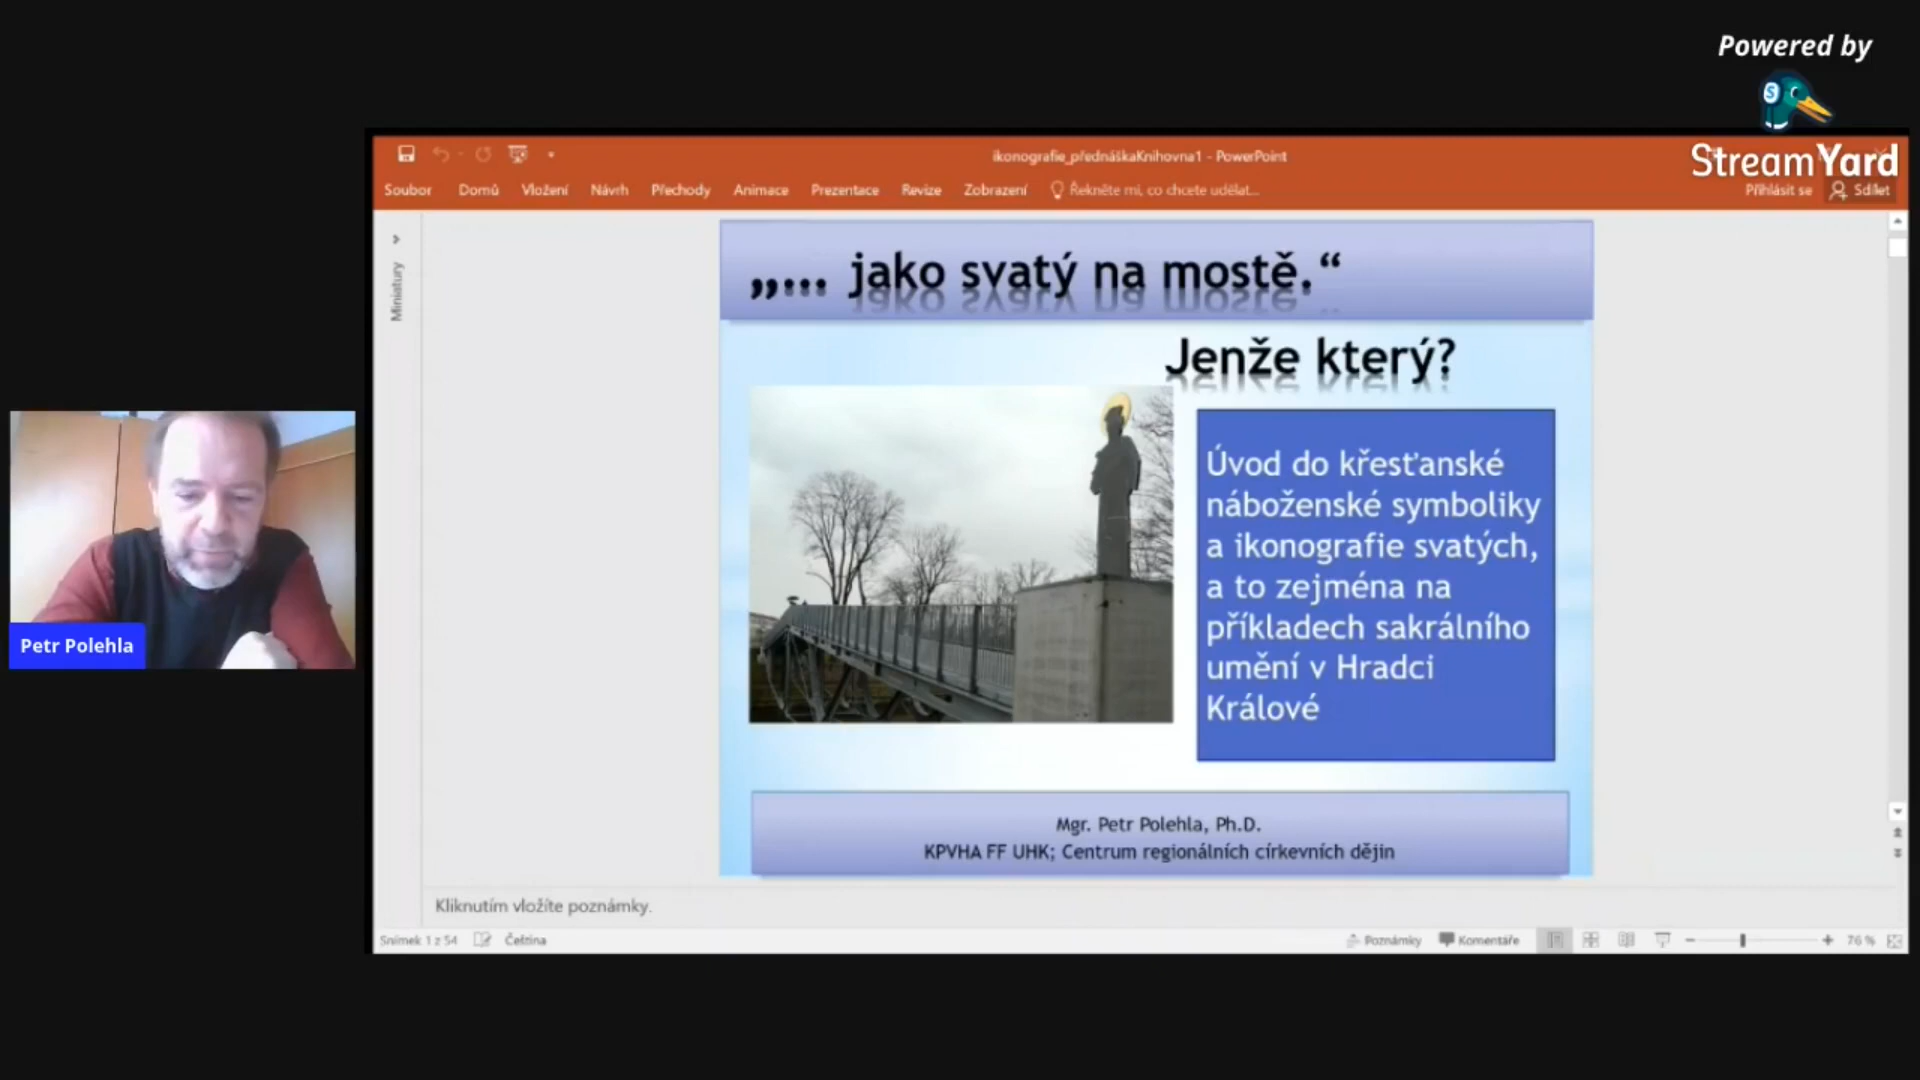 Powered by
StreamYard
ikonografie_přednáškaKnihovna1 - PowerPoint
Soubor Domů Vložení Návrh Přechody Animace Prezentace Revize Zobrazení Řekněte mi, co chcete udělat... Přihlásit se Sdílet
Miniatury
„... jako svatý na mostě.“
Jenže který?
Úvod do křesťanské
náboženské symboliky
a ikonografie svatých,
a to zejména na
příkladech sakrálního
umění v Hradci
Králové
Petr Polehla
Mgr. Petr Polehla, Ph.D.
KPVHA FF UHK; Centrum regionálních církevních dějin
Kliknutím vložíte poznámky.
Snímek 1 z 54 Čeština Poznámky Komentáře 76 %